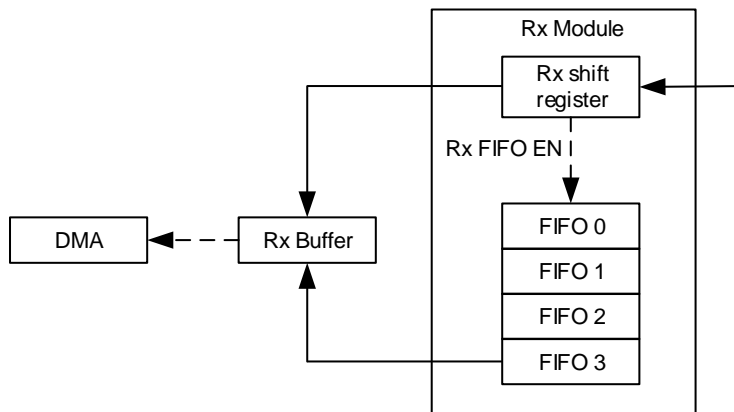 Rx Module
Rx shift
register
Rx FIFO EN
DMA
Rx Buffer
FIFO 0
FIFO 1
FIFO 2
FIFO 3